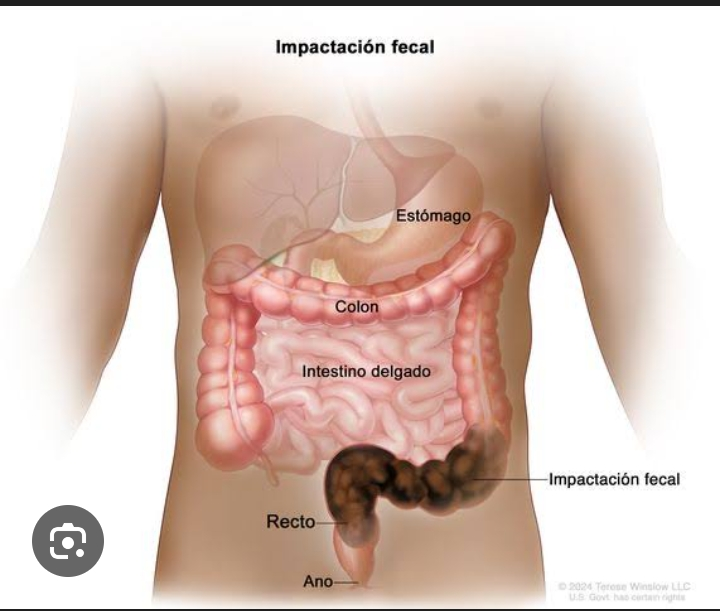 Impactación fecal
Estómago
Colon
Intestino delgado
Impactación fecal
Recto
Ano
© 2024 Terese Winslow LLC
U.S. Govt. has certain rights